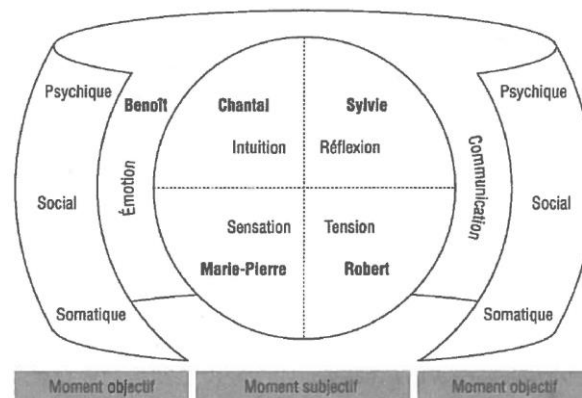 Psychique
Benoît
Chantal
Sylvie
Psychique
Intuition
Réflexion
Émotion
Communication
Social
Social
Sensation
Tension
Marie-Pierre
Robert
Somatique
Somatique
Moment objectif
Moment subjectif
Moment objectif